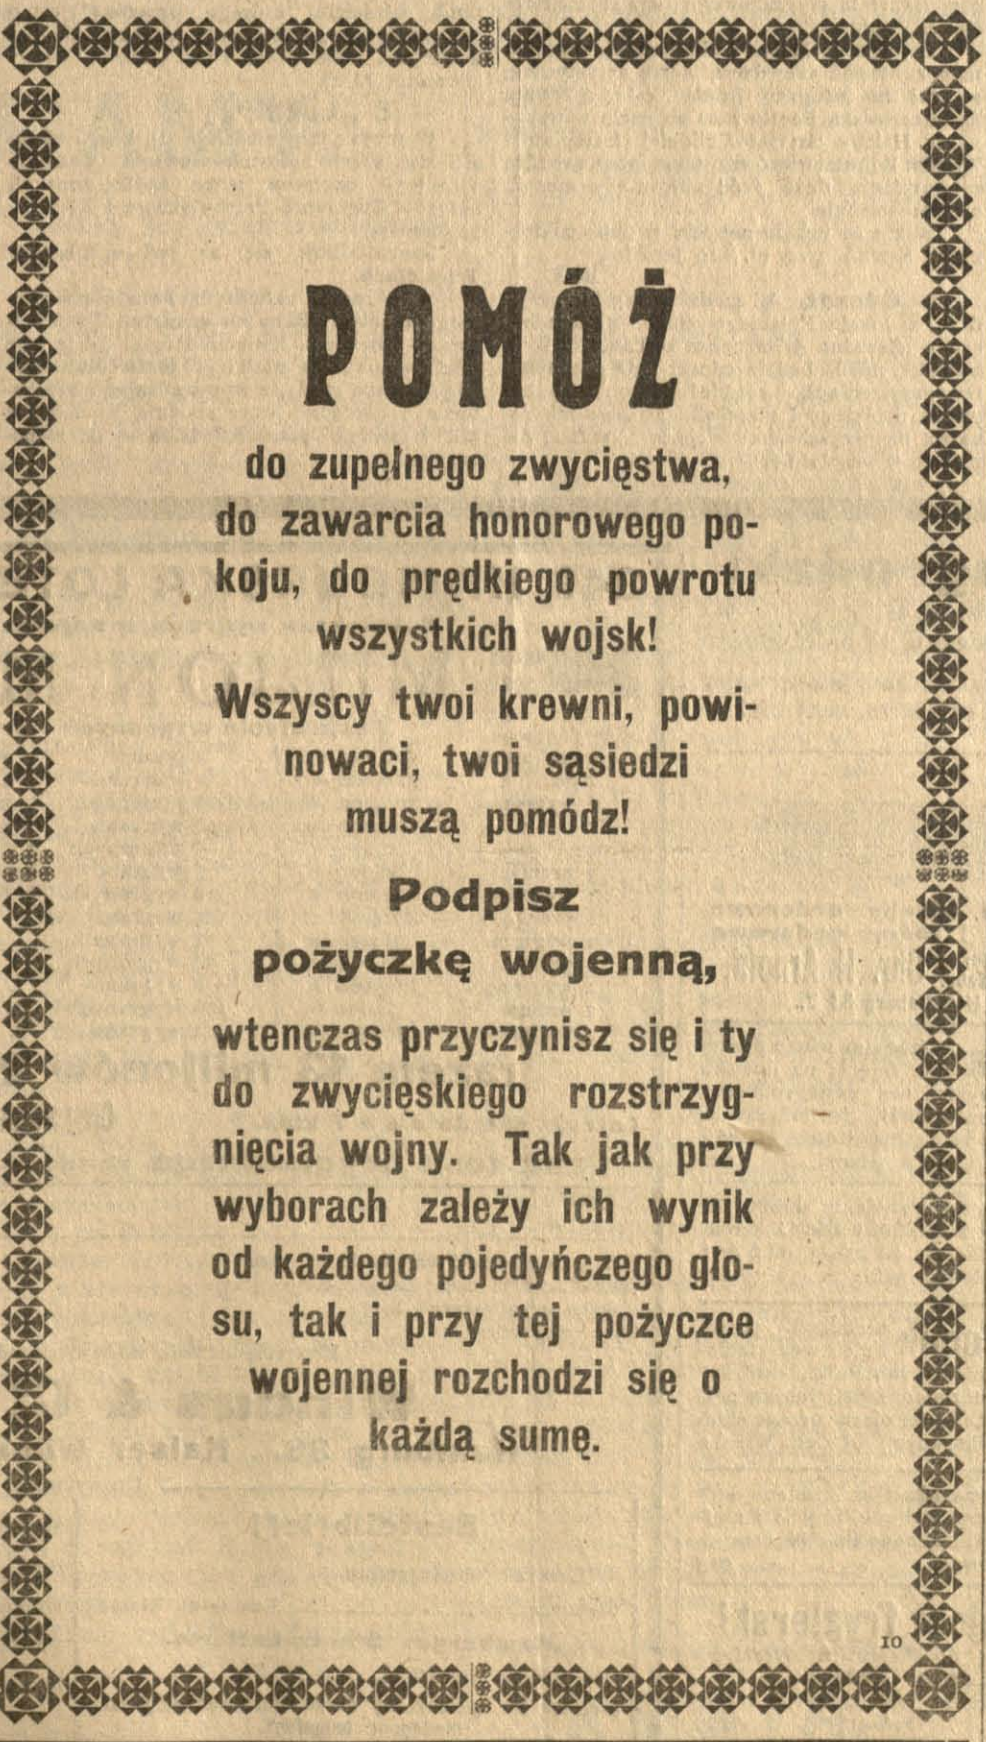 POMÓŻ
do zupełnego zwycięstwa,
do zawarcia honorowego po-
koju, do prędkiego powrotu
wszystkich wojsk!
Wszyscy twoi krewni, powi-
nowaci, twoi sąsiedzi
muszą pomódz!
Podpisz
pożyczkę wojenną,
wtenczas przyczynisz się i ty
do zwycięskiego rozstrzyg-
nięcia wojny. Tak jak przy
wyborach zależy ich wynik
od każdego pojedyńczego gło-
su, tak i przy tej pożyczce
wojennej rozchodzi się o
każdą sumę.
10